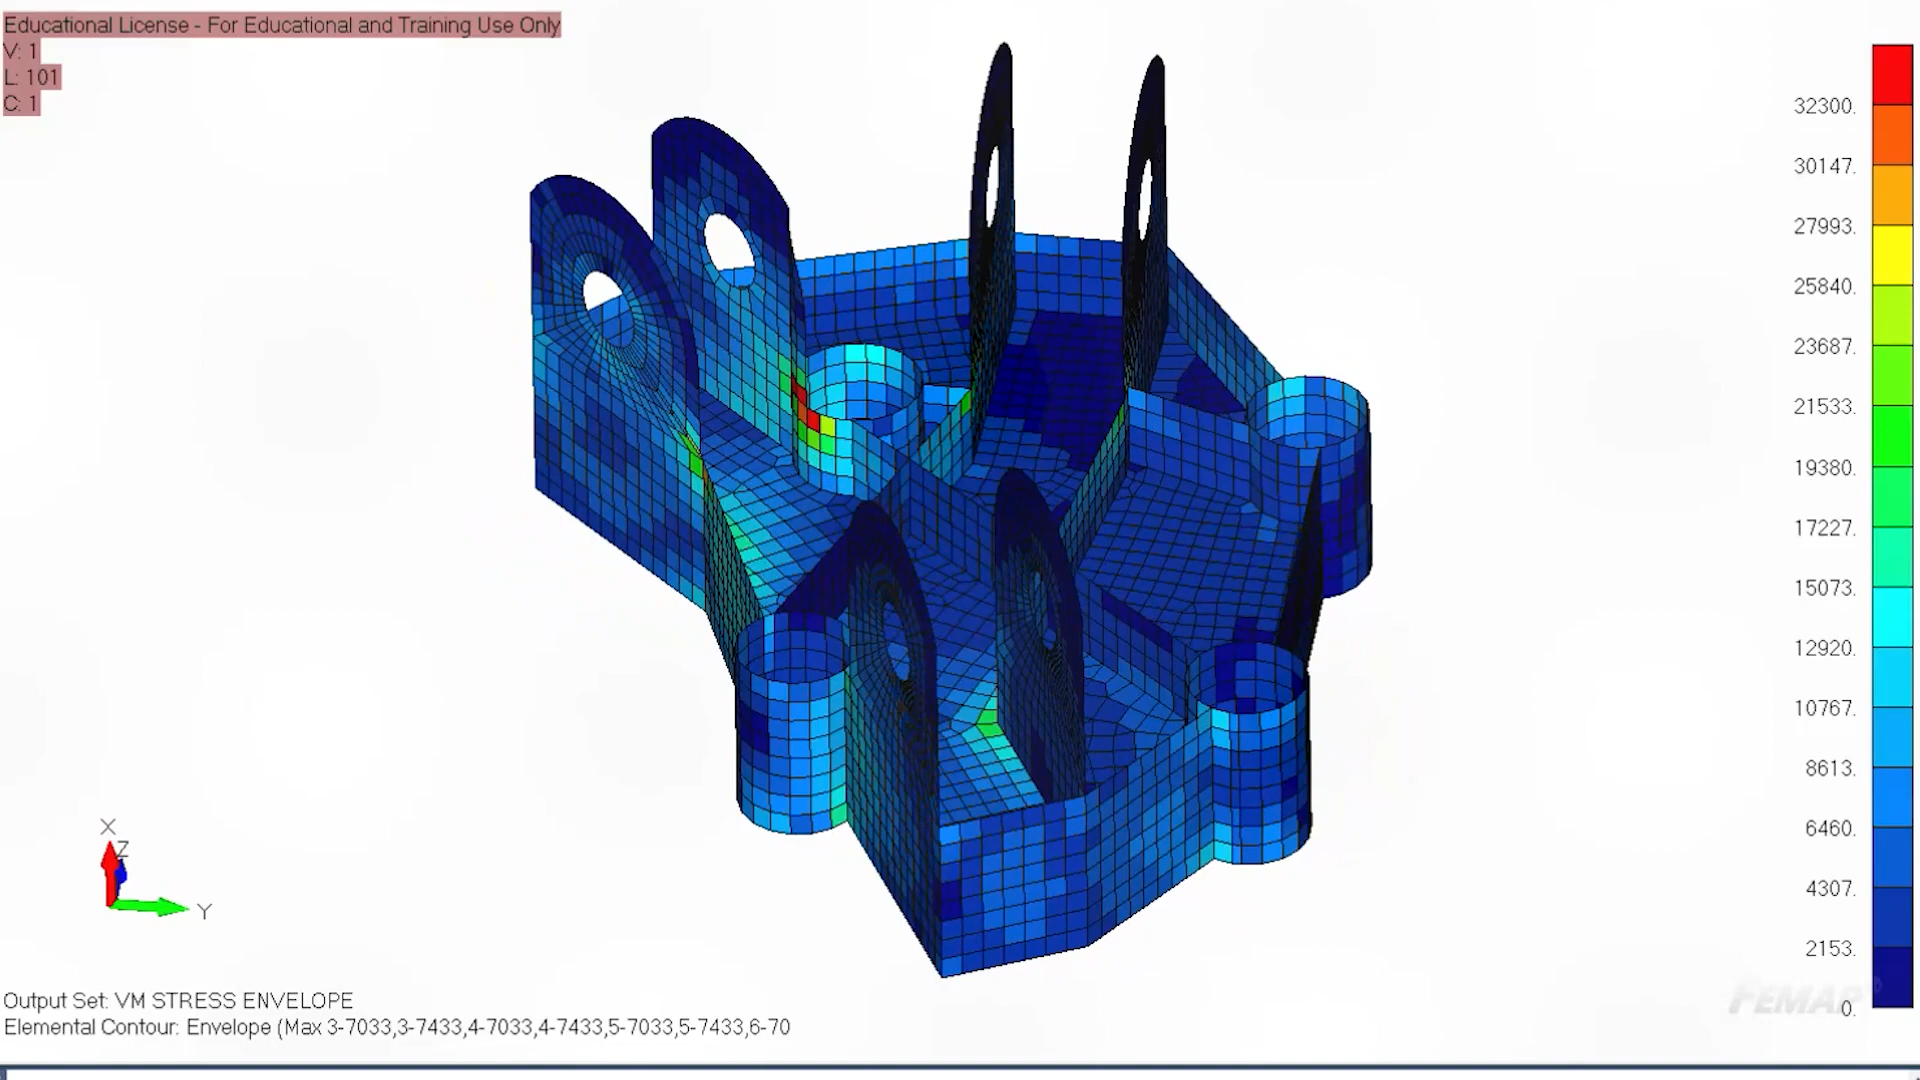 Educational License - For Educational and Training Use Only
V: 1
L: 101
C: 1
32300.
30147.
27993.
25840.
23687.
21533.
19380.
17227.
15073.
12920.
10767.
8613.
6460.
4307.
2153.
0.
X
Z
Y
FEMAP
Output Set: VM STRESS ENVELOPE
Elemental Contour: Envelope (Max 3-7033,3-7433,4-7033,4-7433,5-7033,5-7433,6-70